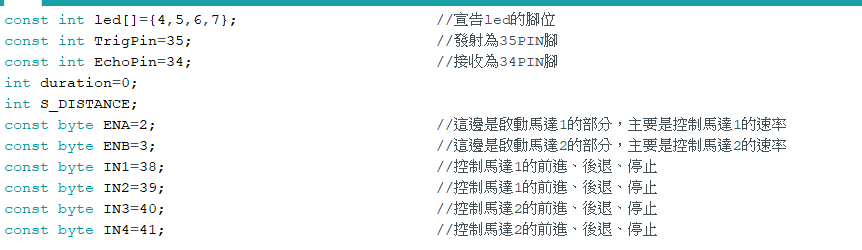 const int led[]={4,5,6,7}; //宣告led的腳位
const int TrigPin=35; //發射為35PIN腳
const int EchoPin=34; //接收為34PIN腳
int duration=0;
int S_DISTANCE;
const byte ENA=2; //這邊是啟動馬達1的部分，主要是控制馬達1的速率
const byte ENB=3; //這邊是啟動馬達2的部分，主要是控制馬達2的速率
const byte IN1=38; //控制馬達1的前進、後退、停止
const byte IN2=39; //控制馬達1的前進、後退、停止
const byte IN3=40; //控制馬達2的前進、後退、停止
const byte IN4=41; //控制馬達2的前進、後退、停止